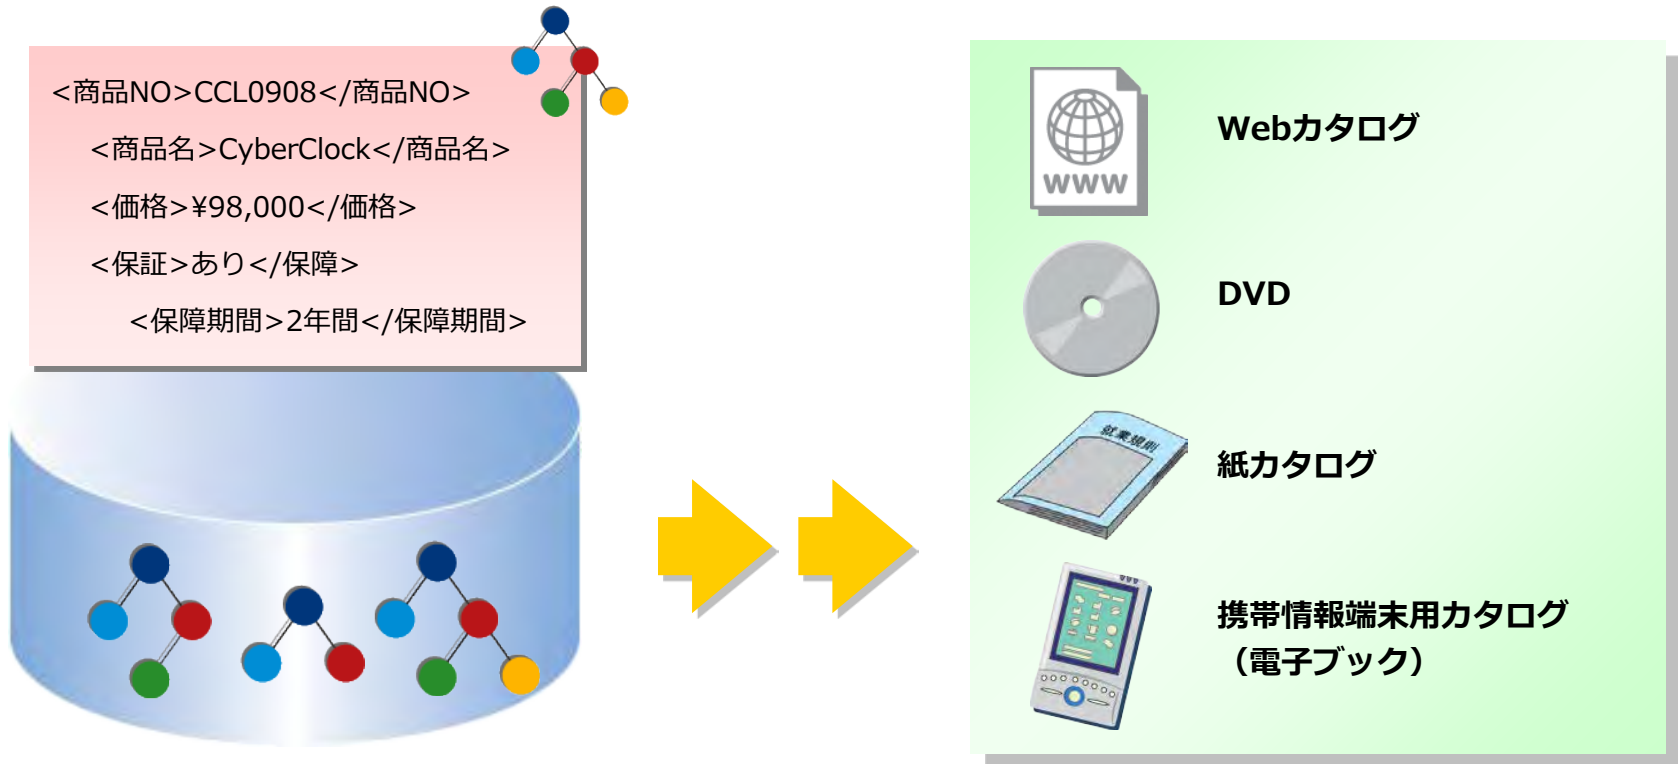 <商品NO>CCL0908</商品NO>
<商品名>CyberClock</商品名>
<価格>¥98,000</価格>
<保証>あり</保障>
<保障期間>2年間</保障期間>
WWW
Webカタログ
DVD
就業規則
紙カタログ
携帯情報端末用カタログ
（電子ブック）